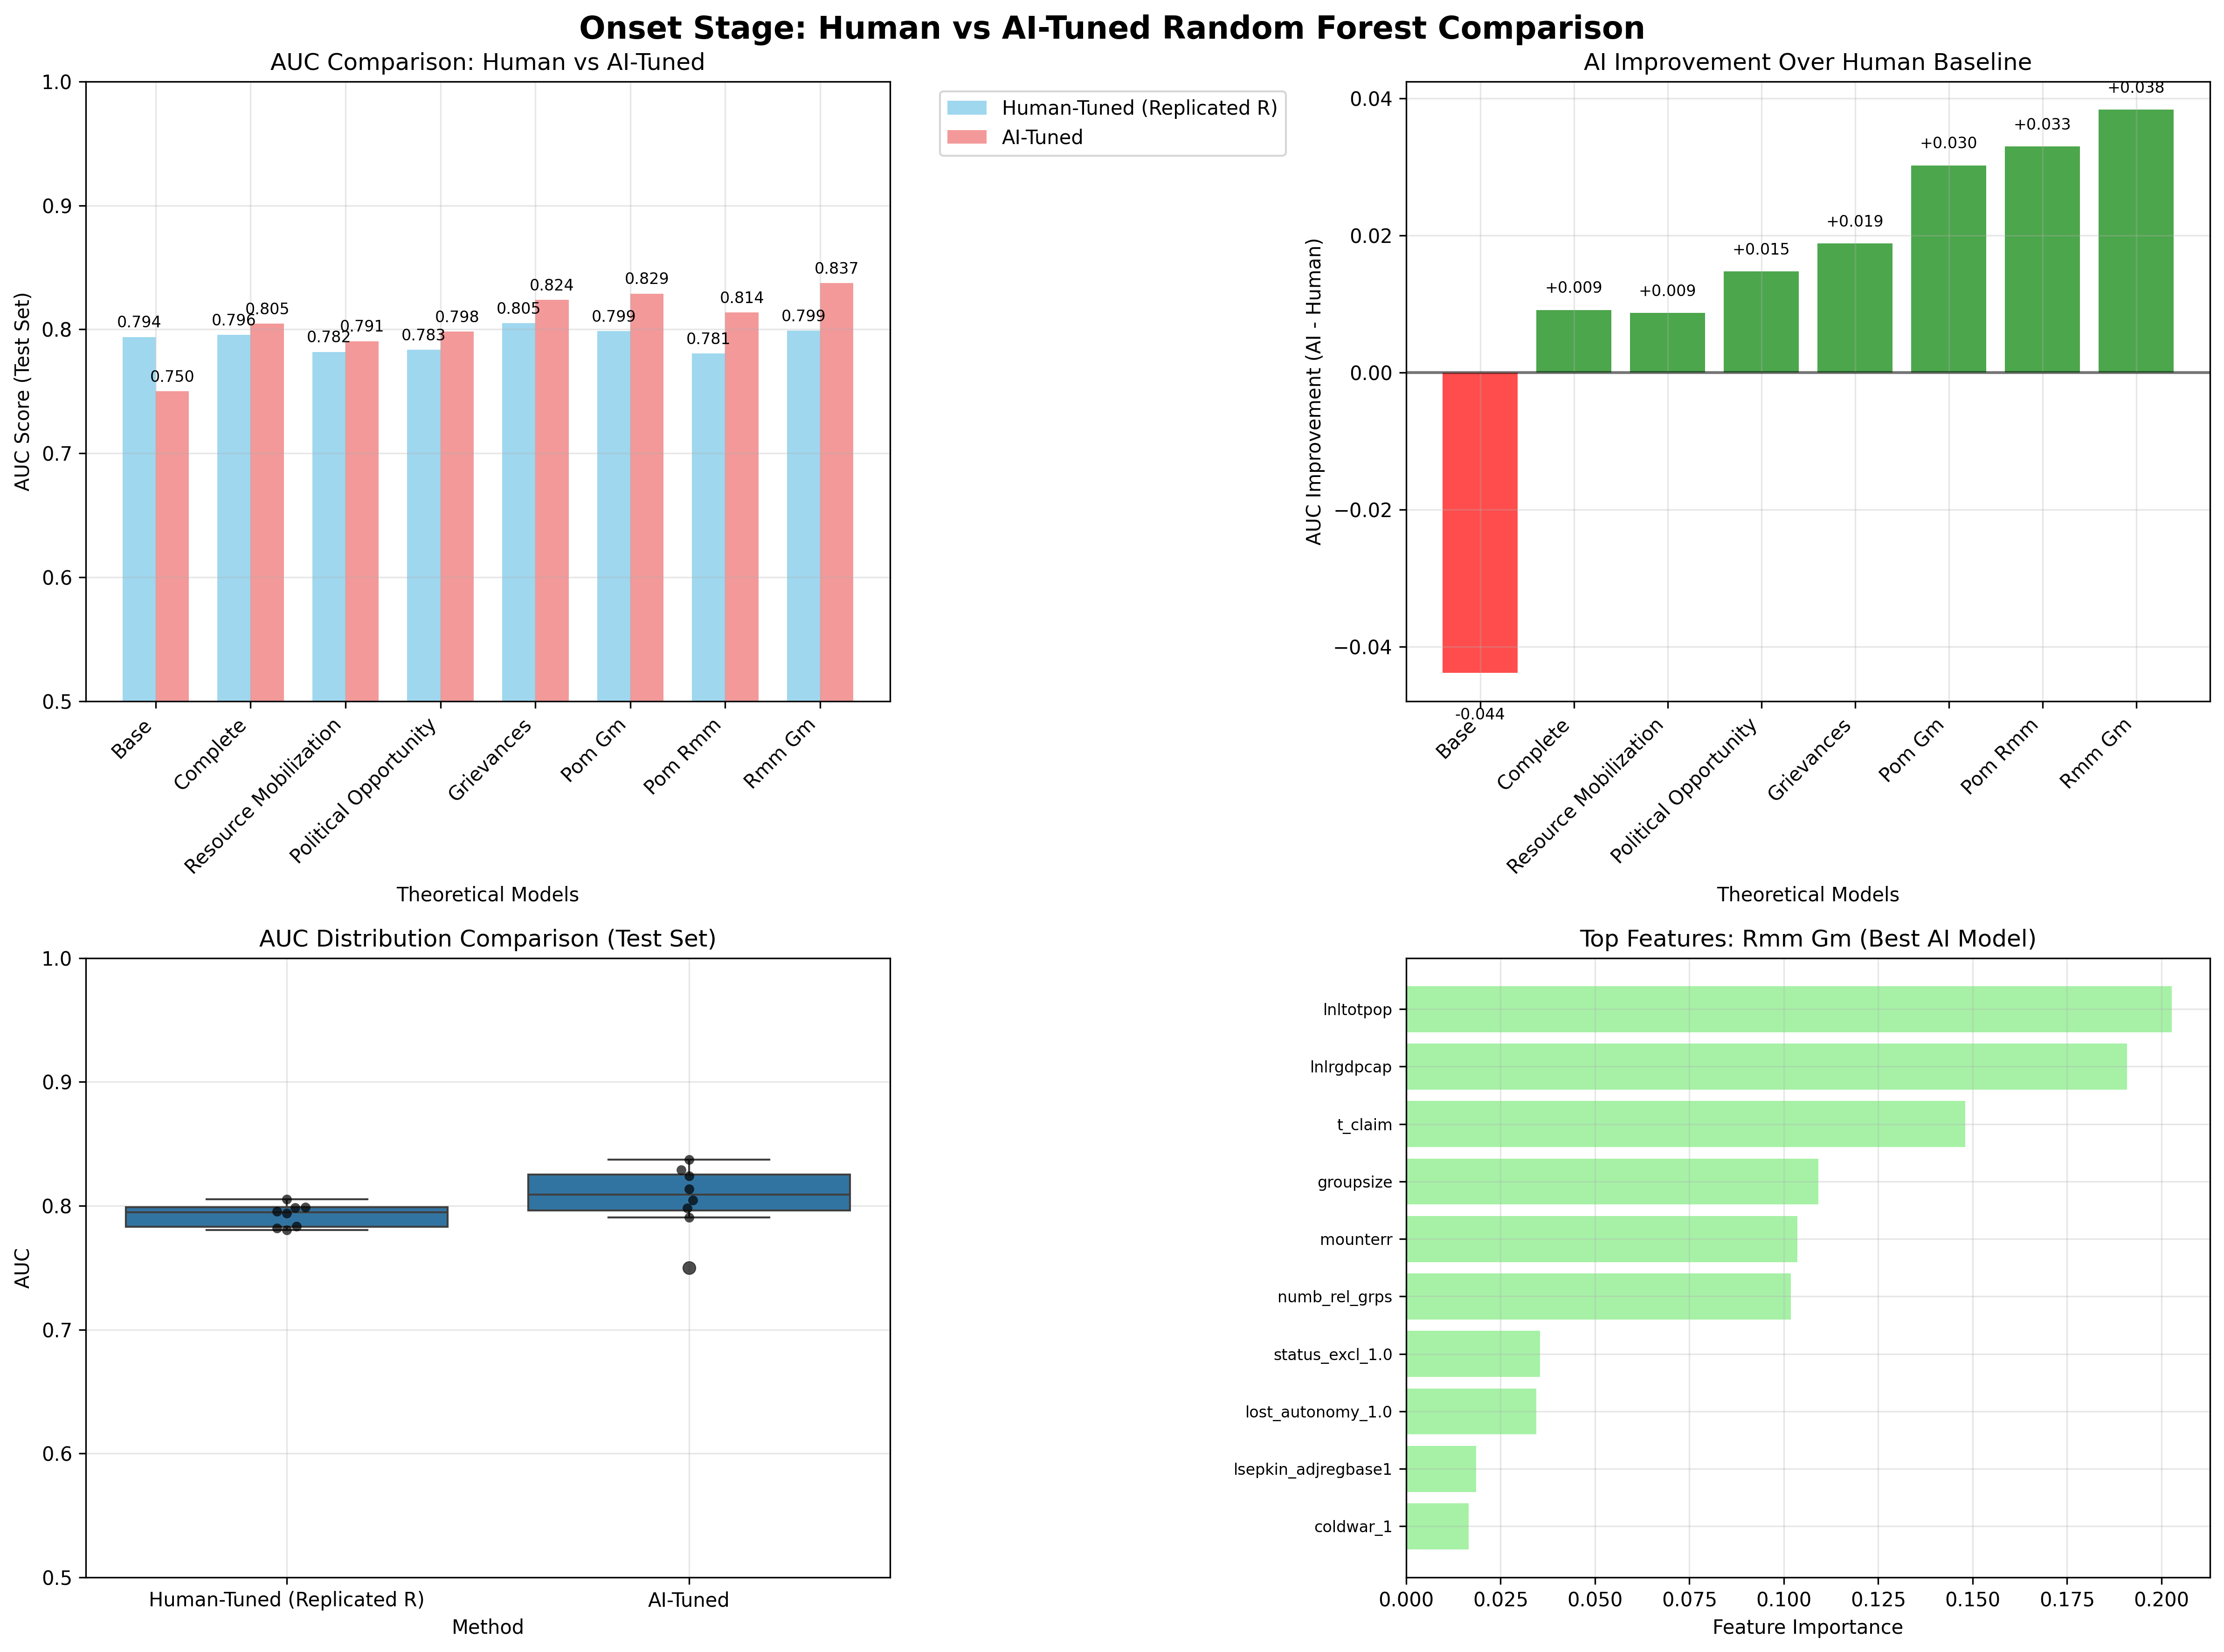 Onset Stage: Human vs AI-Tuned Random Forest Comparison
AUC Comparison: Human vs AI-Tuned
AUC Score (Test Set)
1.0
0.9
0.8
0.7
0.6
0.5
0.794
0.750
0.796
0.805
0.782
0.791
0.783
0.798
0.805
0.824
0.799
0.829
0.781
0.814
0.799
0.837
Base
Complete
Resource Mobilization
Political Opportunity
Grievances
Pom Gm
Pom Rmm
Rmm Gm
Theoretical Models
Human-Tuned (Replicated R)
AI-Tuned
AI Improvement Over Human Baseline
AUC Improvement (AI - Human)
0.04
0.02
0.00
−0.02
−0.04
-0.044
+0.009
+0.009
+0.015
+0.019
+0.030
+0.033
+0.038
Base
Complete
Resource Mobilization
Political Opportunity
Grievances
Pom Gm
Pom Rmm
Rmm Gm
Theoretical Models
AUC Distribution Comparison (Test Set)
AUC
1.0
0.9
0.8
0.7
0.6
0.5
Human-Tuned (Replicated R)
AI-Tuned
Method
Top Features: Rmm Gm (Best AI Model)
lnltotpop
lnlrgdpcap
t_claim
groupsize
mounterr
numb_rel_grps
status_excl_1.0
lost_autonomy_1.0
lsepkin_adjregbase1
coldwar_1
0.000
0.025
0.050
0.075
0.100
0.125
0.150
0.175
0.200
Feature Importance